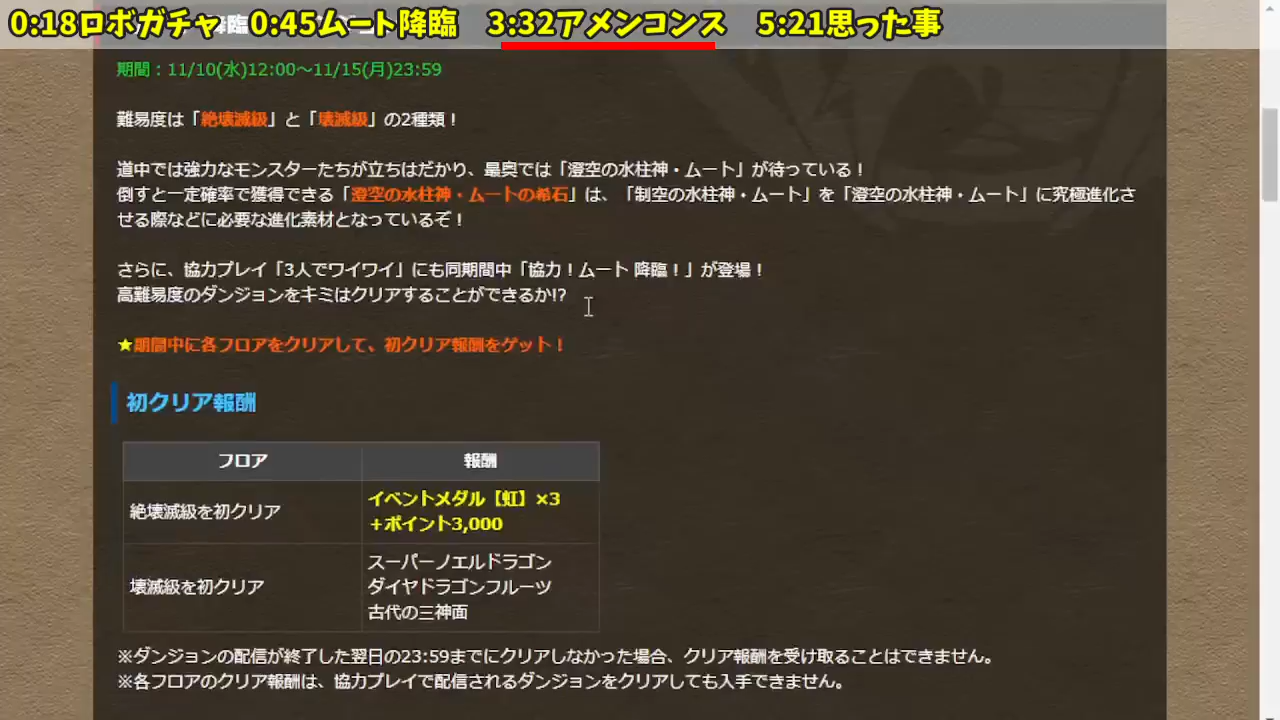 0:18ロボガチャ 0:45ムート降臨 3:32アメンコンス 5:21思った事
期間：11/10(水)12:00～11/15(月)23:59
難易度は「絶壊滅級」と「壊滅級」の2種類！
道中では強力なモンスターたちが立ちはだかり、最奥では「澄空の水柱神・ムート」が待っている！
倒すと一定確率で獲得できる「澄空の水柱神・ムートの希石」は、「制空の水柱神・ムート」を「澄空の水柱神・ムート」に究極進化さ
せる際などに必要な進化素材となっているぞ！
さらに、協力プレイ「3人でワイワイ」にも同期間中「協力！ムート 降臨！」が登場！
高難易度のダンジョンをキミはクリアすることができるか!?
★期間中に各フロアをクリアして、初クリア報酬をゲット！
初クリア報酬
フロア 報酬
絶壊滅級を初クリア イベントメダル【虹】×3
＋ポイント3,000
壊滅級を初クリア スーパーノエルドラゴン
ダイヤドラゴンフルーツ
古代の三神面
※ダンジョンの配信が終了した翌日の23:59までにクリアしなかった場合、クリア報酬を受け取ることはできません。
※各フロアのクリア報酬は、協力プレイで配信されるダンジョンをクリアしても入手できません。